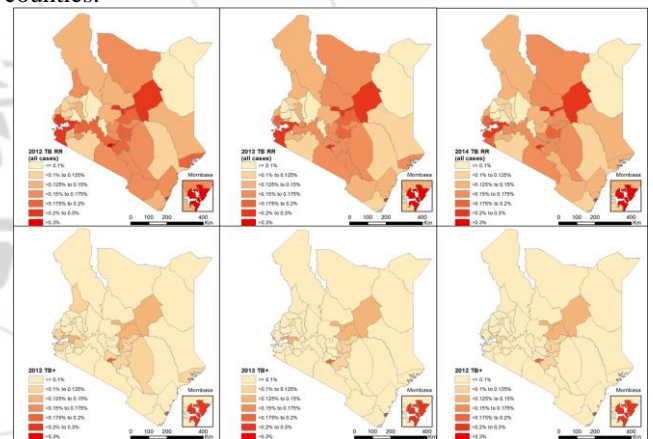 counties.
2012 TB RR
(all cases)
<= 0.1%
>0.1% to 0.125%
>0.125% to 0.15%
>0.15% to 0.175%
>0.175% to 0.2%
>0.2% to 0.3%
>0.3%
Mombasa
0 100 200 400
Km
2013 TB RR
(all cases)
<= 0.1%
>0.1% to 0.125%
>0.125% to 0.15%
>0.15% to 0.175%
>0.175% to 0.2%
>0.2% to 0.3%
>0.3%
Mombasa
0 100 200 400
Km
2014 TB RR
(all cases)
<= 0.1%
>0.1% to 0.125%
>0.125% to 0.15%
>0.15% to 0.175%
>0.175% to 0.2%
>0.2% to 0.3%
>0.3%
Mombasa
0 100 200 400
Km
2012 TB+
<= 0.1%
>0.1% to 0.125%
>0.125% to 0.15%
>0.15% to 0.175%
>0.175% to 0.2%
>0.2% to 0.3%
>0.3%
Mombasa
0 100 200 400
2013 TB+
<= 0.1%
>0.1% to 0.125%
>0.125% to 0.15%
>0.15% to 0.175%
>0.175% to 0.2%
>0.2% to 0.3%
>0.3%
Mombasa
0 100 200 400
2012 TB+
<= 0.1%
>0.1% to 0.125%
>0.125% to 0.15%
>0.15% to 0.175%
>0.175% to 0.2%
>0.2% to 0.3%
>0.3%
Mombasa
0 100 200 400